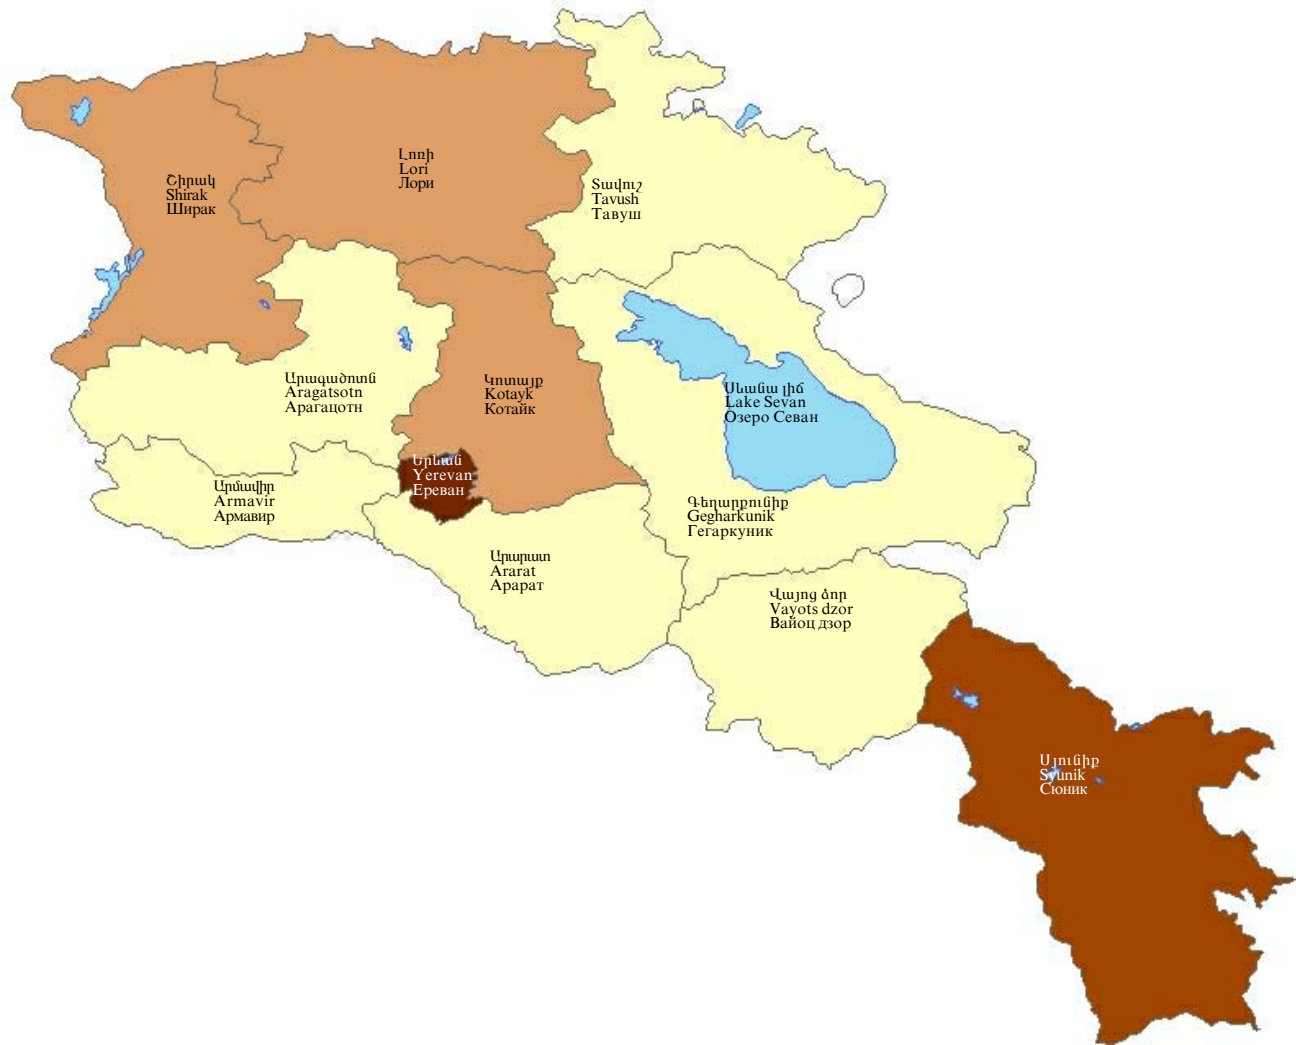 Շիրակ
Shirak
Ширак
Լոռի
Lori
Лори
Տավուշ
Tavush
Тавуш
Արագածոտն
Aragatsotn
Арагацотн
Կոտայք
Kotayk
Котайк
Սևանա լիճ
Lake Sevan
Озеро Севан
Երևան
Yerevan
Ереван
Արմավիր
Armavir
Армавир
Գեղարքունիք
Gegharkunik
Гегаркуник
Արարատ
Ararat
Арарат
Վայոց ձոր
Vayots dzor
Вайоц дзор
Սյունիք
Syunik
Сюник